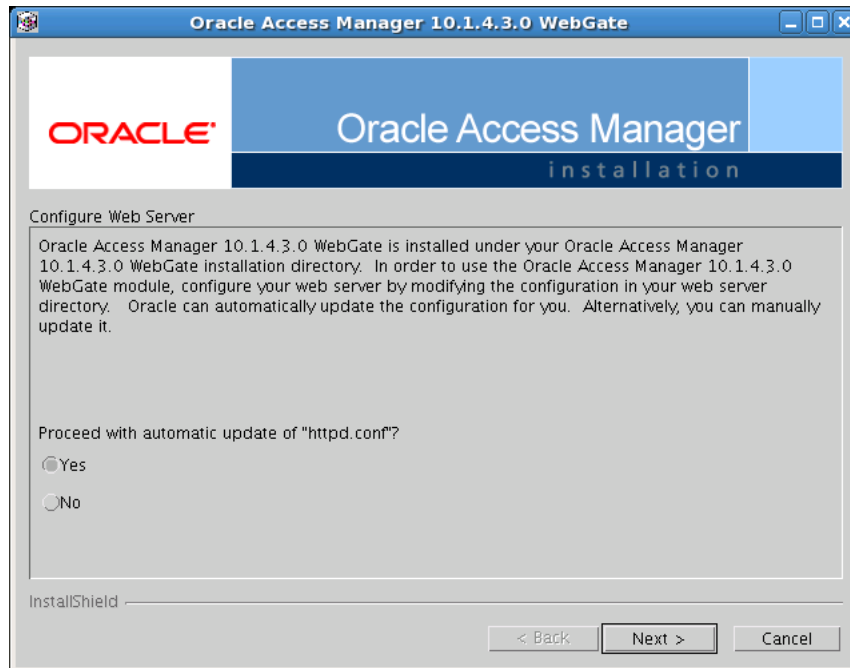 Oracle Access Manager 10.1.4.3.0 WebGate
ORACLE
Oracle Access Manager
installation
Configure Web Server
Oracle Access Manager 10.1.4.3.0 WebGate is installed under your Oracle Access Manager
10.1.4.3.0 WebGate installation directory. In order to use the Oracle Access Manager 10.1.4.3.0
WebGate module, configure your web server by modifying the configuration in your web server
directory. Oracle can automatically update the configuration for you. Alternatively, you can manually
update it.
Proceed with automatic update of "httpd.conf"?
Yes
No
InstallShield
< Back
Next >
Cancel